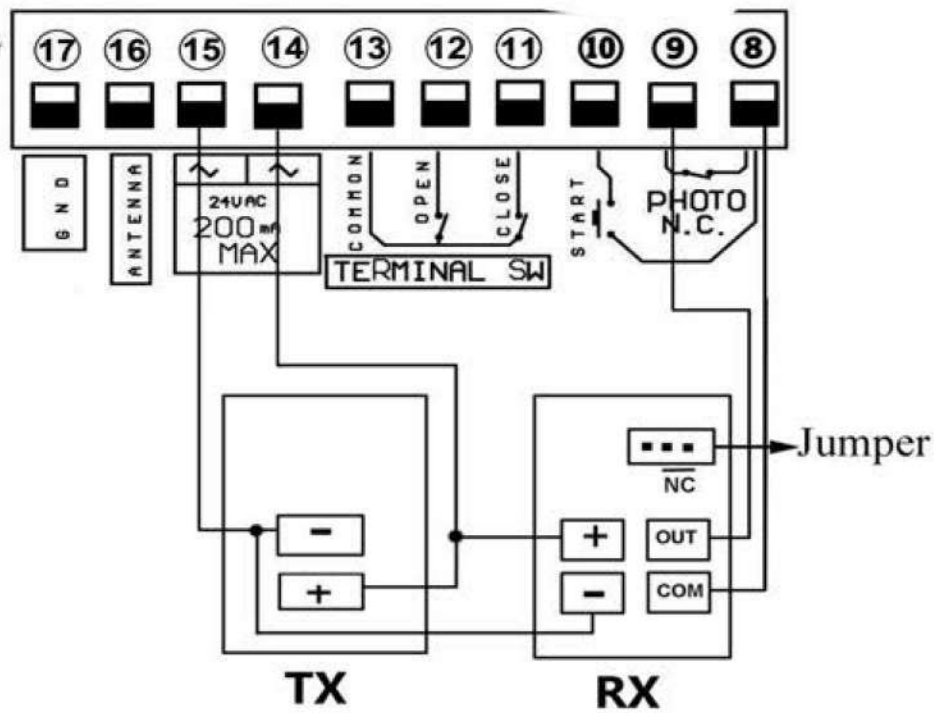 17 16 15 14 13 12 11 10 9 8
GND
ANTENNA
~ ~
24VAC
200mA
MAX
COMMON
OPEN
CLOSE
TERMINAL SW
START
PHOTO
N.C.
Jumper
NC
-
+
+
-
OUT
COM
TX
RX